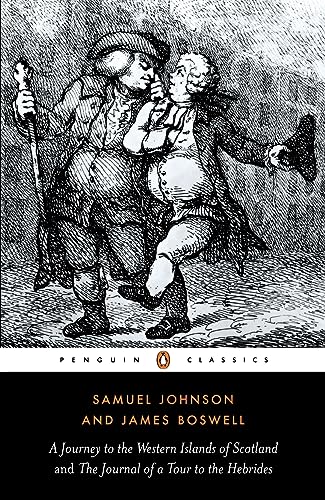 PENGUIN CLASSICS
SAMUEL JOHNSON
AND JAMES BOSWELL
A Journey to the Western Islands of Scotland
and The Journal of a Tour to the Hebrides